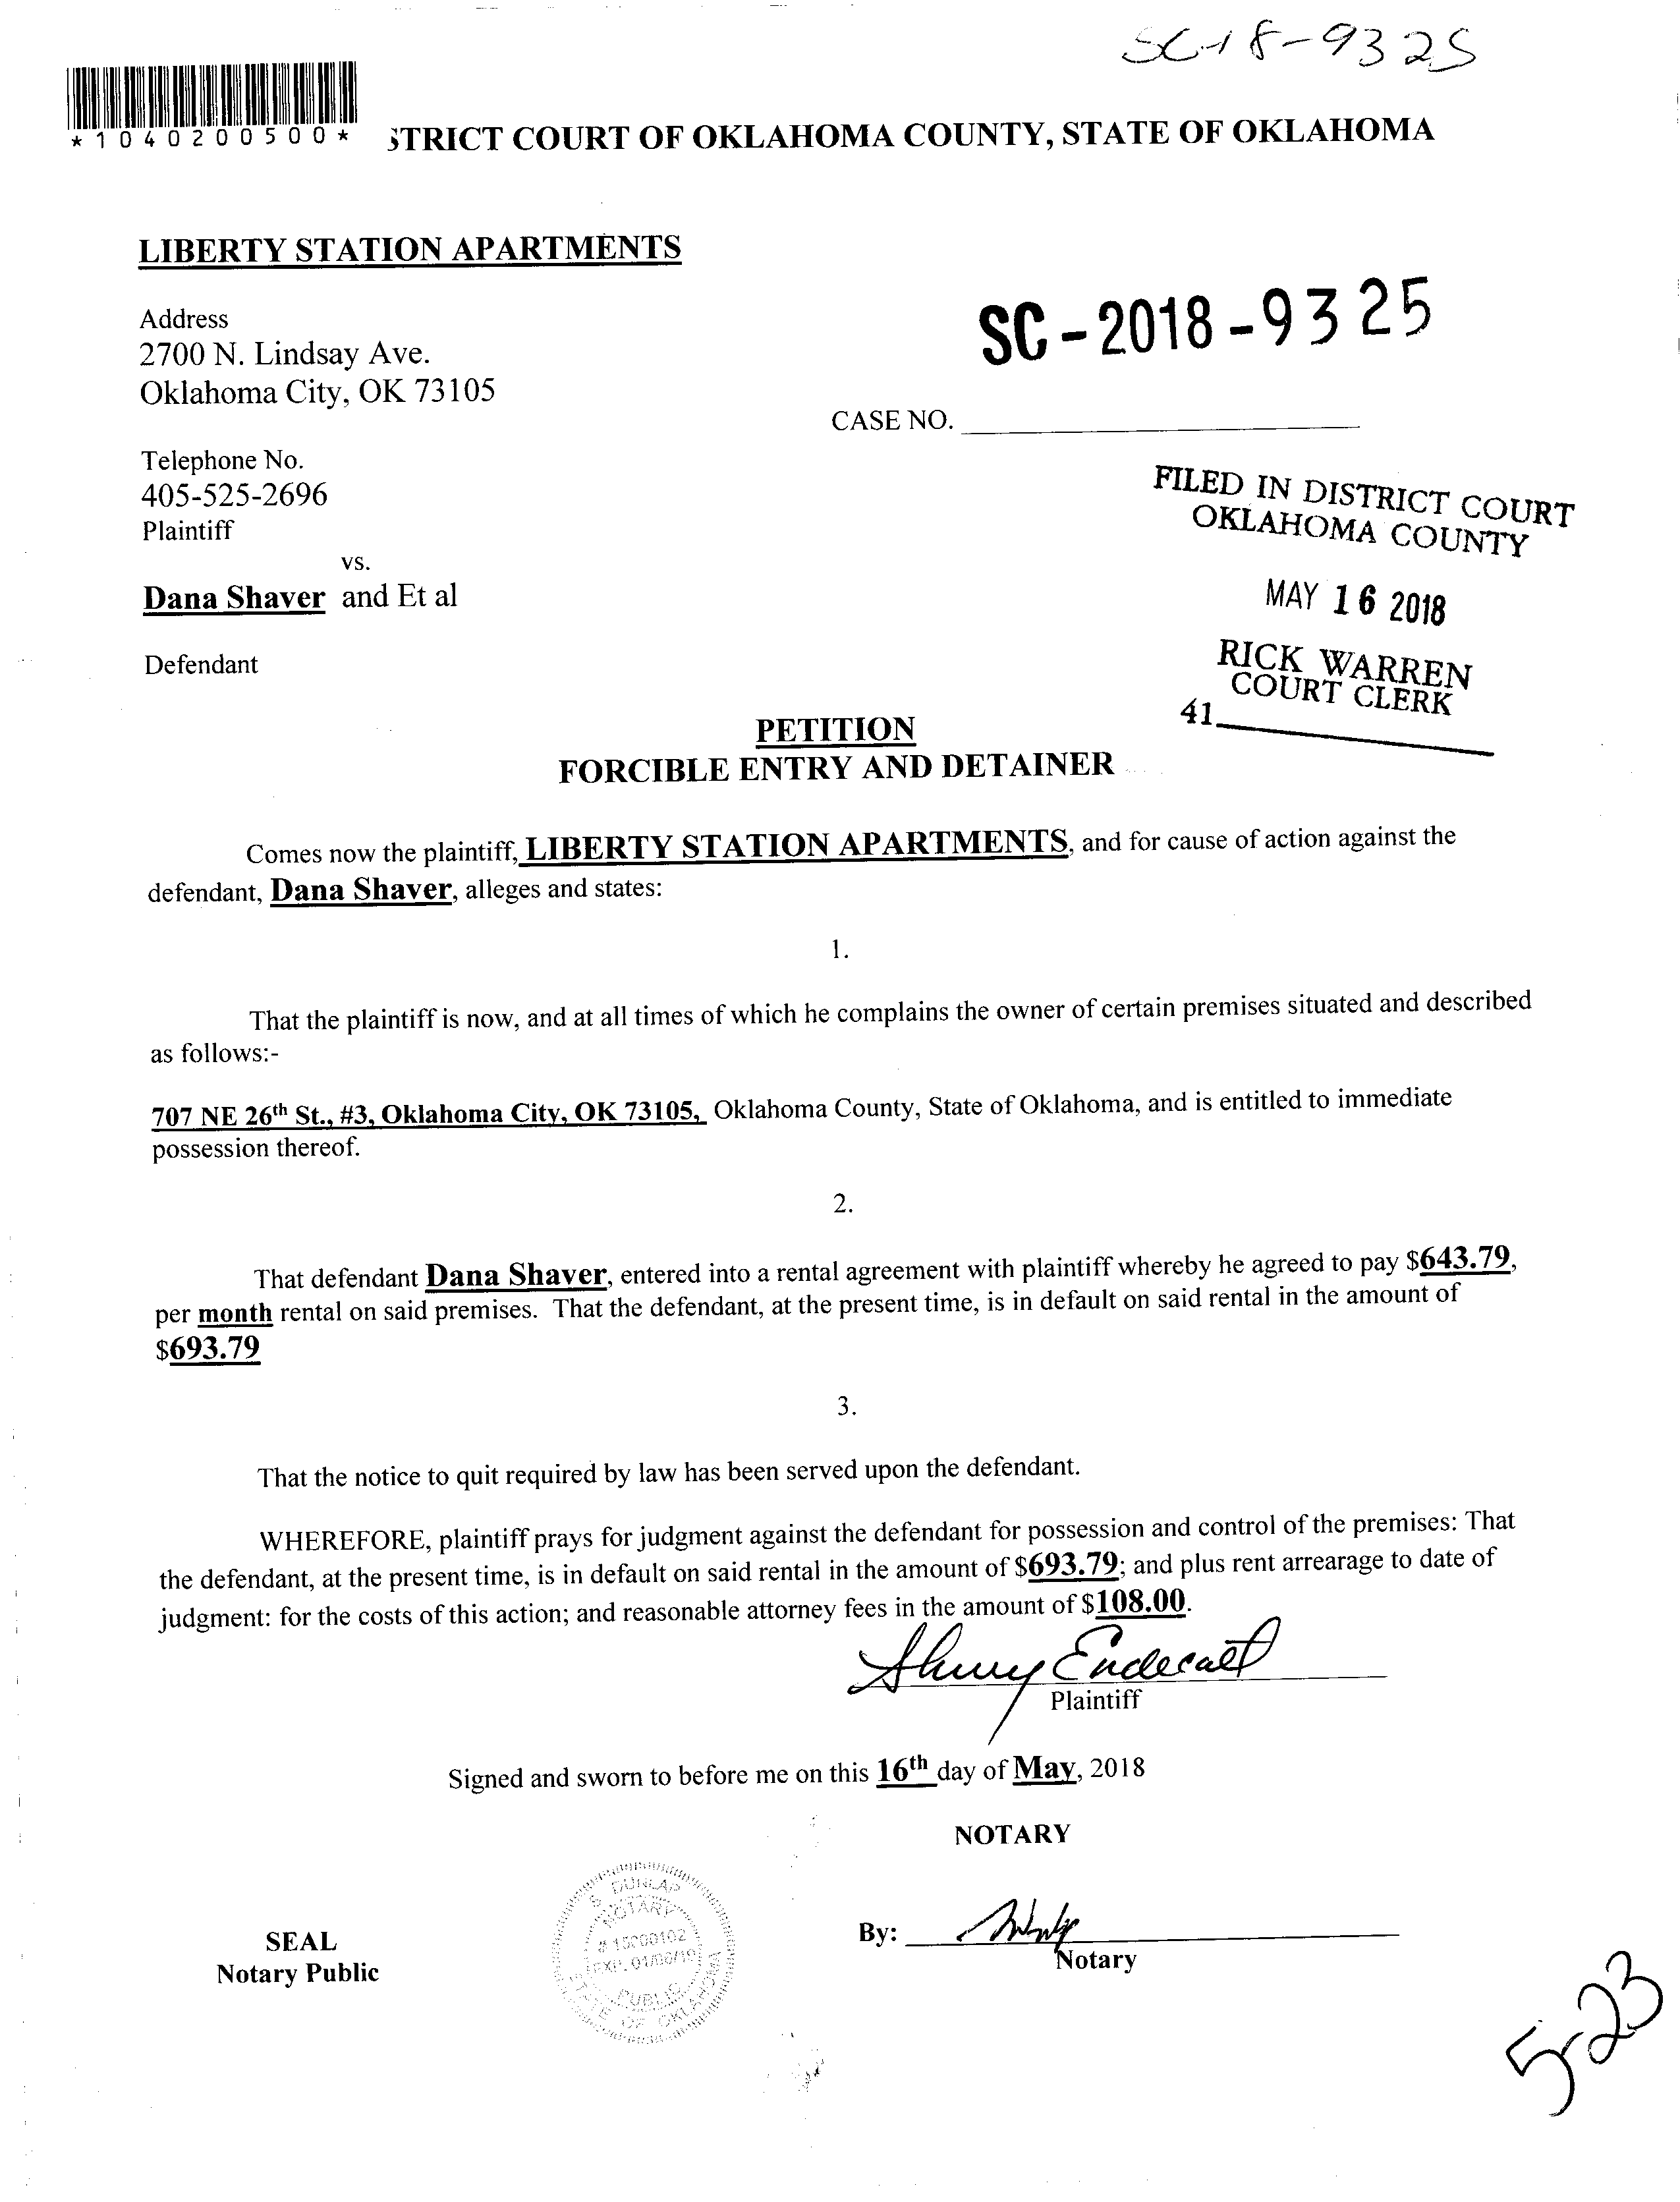 SC-18-9325
*1040200500*
STRICT COURT OF OKLAHOMA COUNTY, STATE OF OKLAHOMA
LIBERTY STATION APARTMENTS
Address
2700 N. Lindsay Ave.
Oklahoma City, OK 73105
SC-2018-9325
CASE NO.
Telephone No.
405-525-2696
Plaintiff
vs.
Dana Shaver and Et al
Defendant
FILED IN DISTRICT COURT
OKLAHOMA COUNTY
MAY 16 2018
RICK WARREN
COURT CLERK
41
PETITION
FORCIBLE ENTRY AND DETAINER
Comes now the plaintiff, LIBERTY STATION APARTMENTS, and for cause of action against the
defendant, Dana Shaver, alleges and states:
1.
That the plaintiff is now, and at all times of which he complains the owner of certain premises situated and described
as follows:-
707 NE 26th St., #3, Oklahoma City, OK 73105, Oklahoma County, State of Oklahoma, and is entitled to immediate
possession thereof.
2.
That defendant Dana Shaver, entered into a rental agreement with plaintiff whereby he agreed to pay $643.79,
per month rental on said premises. That the defendant, at the present time, is in default on said rental in the amount of
$693.79
3.
That the notice to quit required by law has been served upon the defendant.
WHEREFORE, plaintiff prays for judgment against the defendant for possession and control of the premises: That
the defendant, at the present time, is in default on said rental in the amount of $693.79; and plus rent arrearage to date of
judgment: for the costs of this action; and reasonable attorney fees in the amount of $108.00.
Plaintiff
Signed and sworn to before me on this 16th day of May, 2018
NOTARY
S DUNLAP
NOTARY
# 15000102
EXP. 01/06/19
PUBLIC
STATE OF OKLAHOMA
SEAL
Notary Public
By:
Notary
5-23